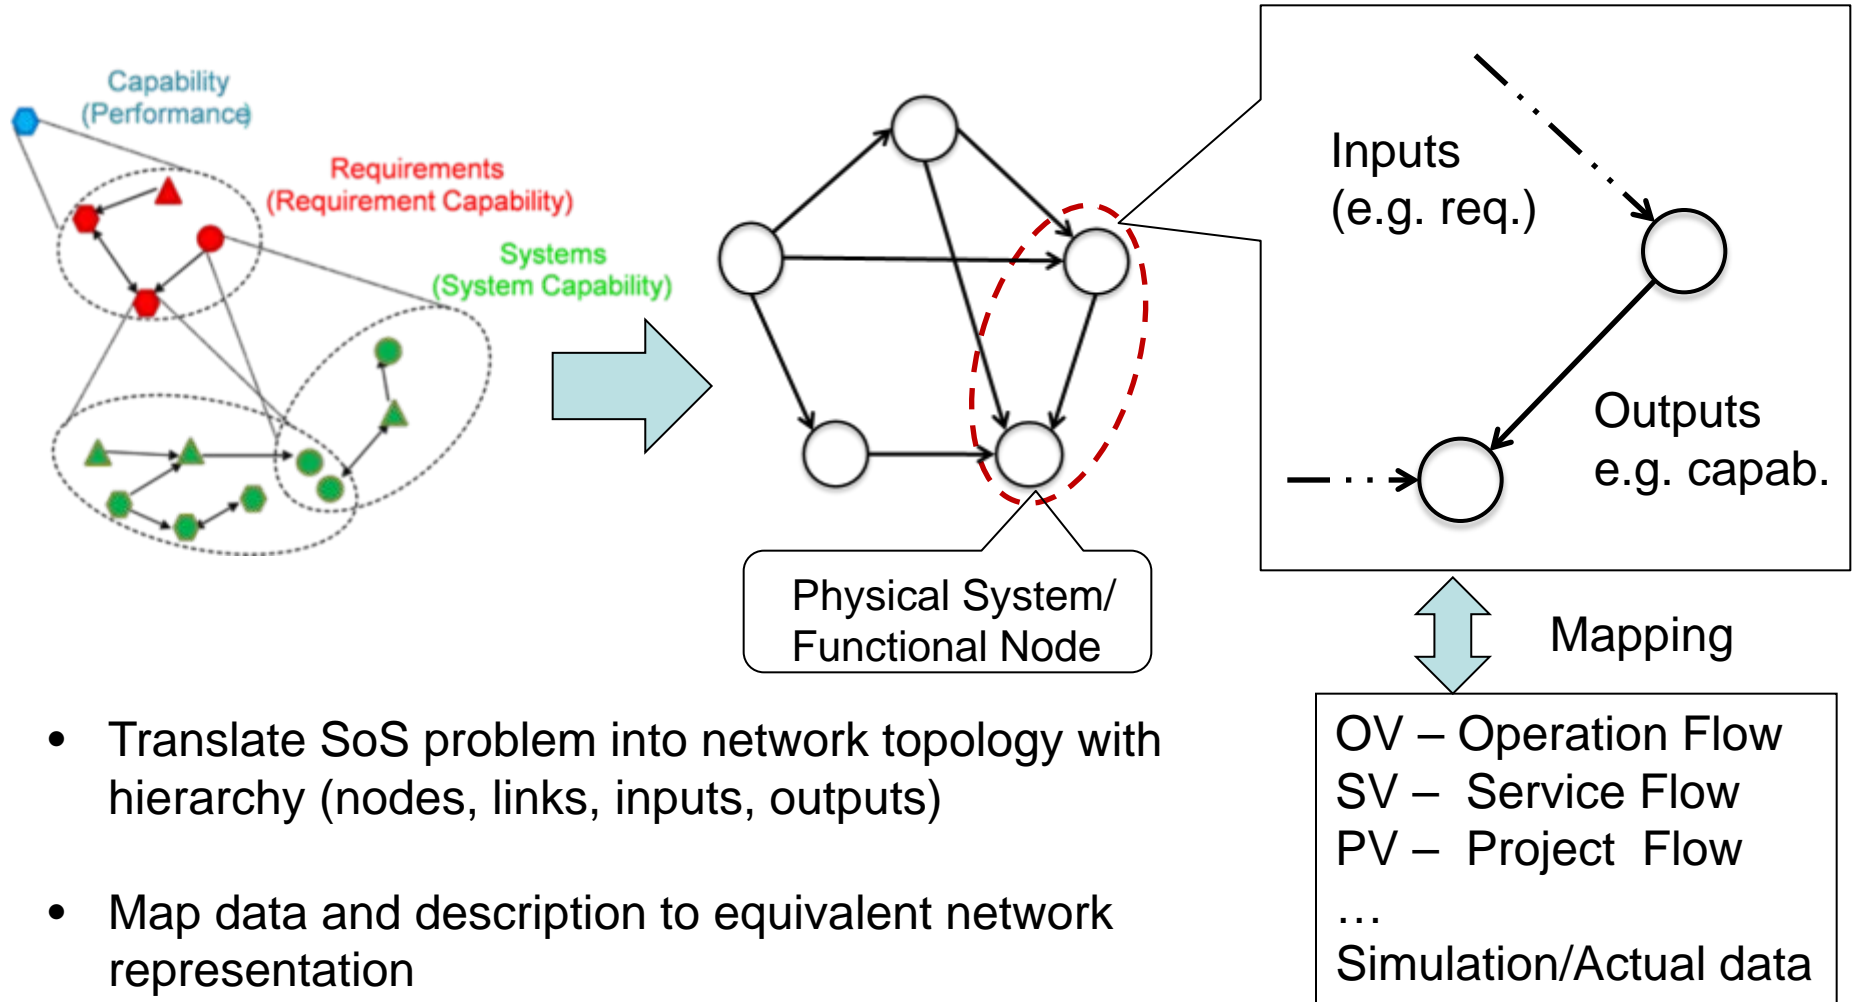 Capability
(Performance)
Requirements
(Requirement Capability)
Systems
(System Capability)
Inputs
(e.g. req.)
Outputs
e.g. capab.
Physical System/
Functional Node
Mapping
• Translate SoS problem into network topology with
hierarchy (nodes, links, inputs, outputs)
• Map data and description to equivalent network
representation
OV – Operation Flow
SV – Service Flow
PV – Project Flow
…
Simulation/Actual data